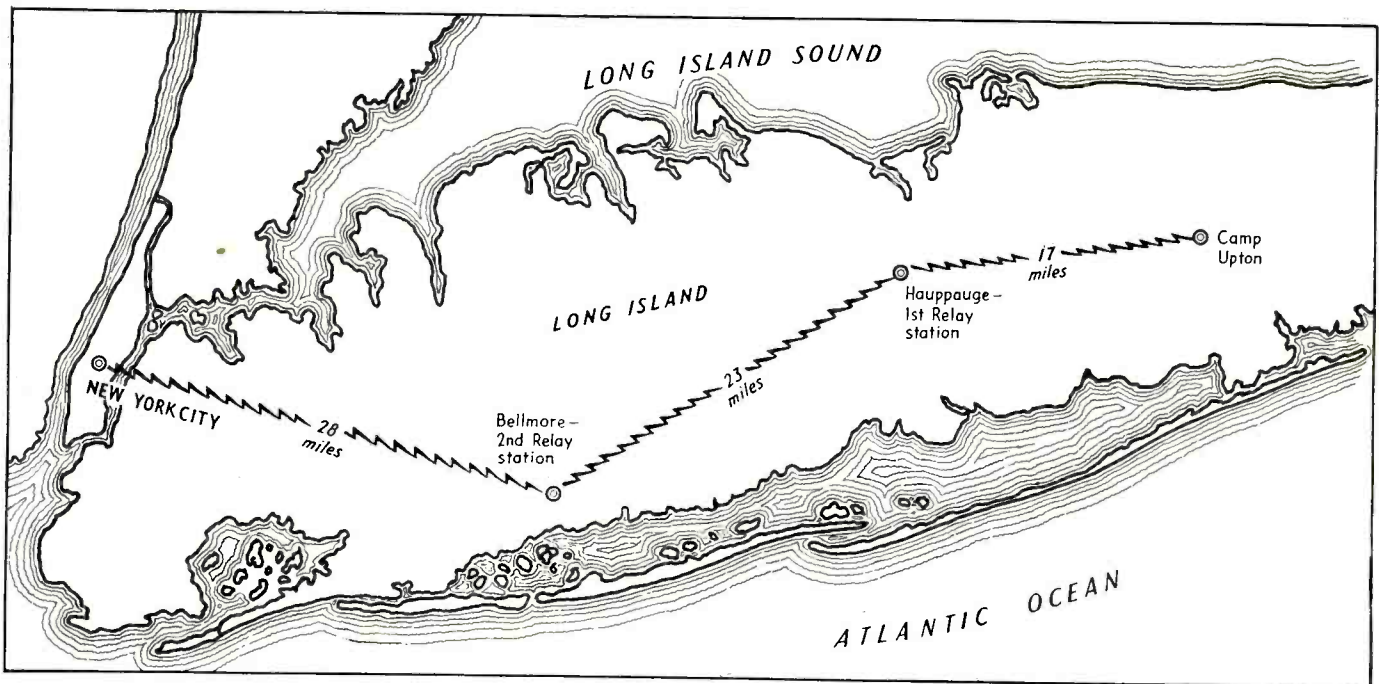 LONG ISLAND SOUND
Camp
Upton
17
miles
Hauppauge –
1st Relay
station
LONG ISLAND
23
miles
NEW YORK CITY
28
miles
Bellmore –
2nd Relay
station
ATLANTIC OCEAN